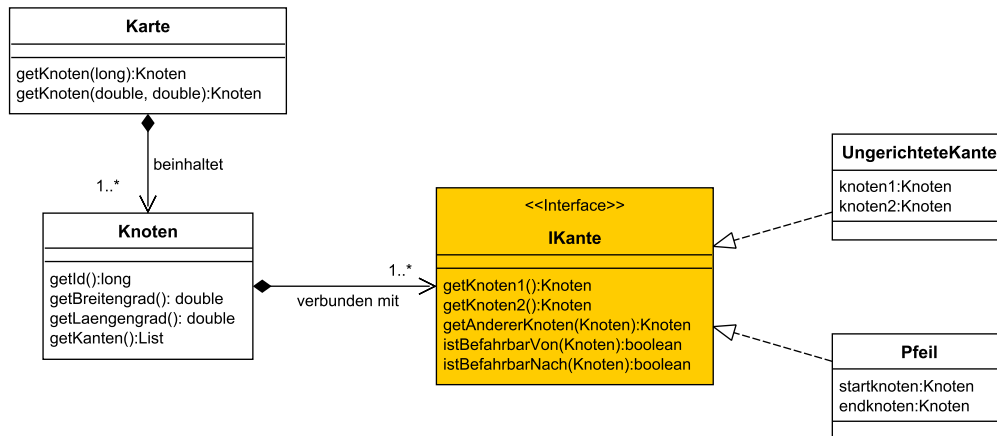 Karte
getKnoten(long):Knoten
getKnoten(double, double):Knoten
beinhaltet
1..*
Knoten
getId():long
getBreitengrad(): double
getLaengengrad(): double
getKanten():List
1..*
verbunden mit
<<Interface>>
IKante
getKnoten1():Knoten
getKnoten2():Knoten
getAndererKnoten(Knoten):Knoten
istBefahrbarVon(Knoten):boolean
istBefahrbarNach(Knoten):boolean
UngerichteteKante
knoten1:Knoten
knoten2:Knoten
Pfeil
startknoten:Knoten
endknoten:Knoten